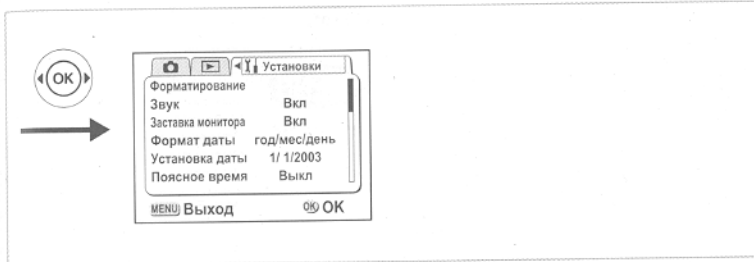 OK
Установки
Форматирование
Звук Вкл
Заставка монитора Вкл
Формат даты год/мес/день
Установка даты 1/ 1/2003
Поясное время Выкл
MENU Выход OK OK